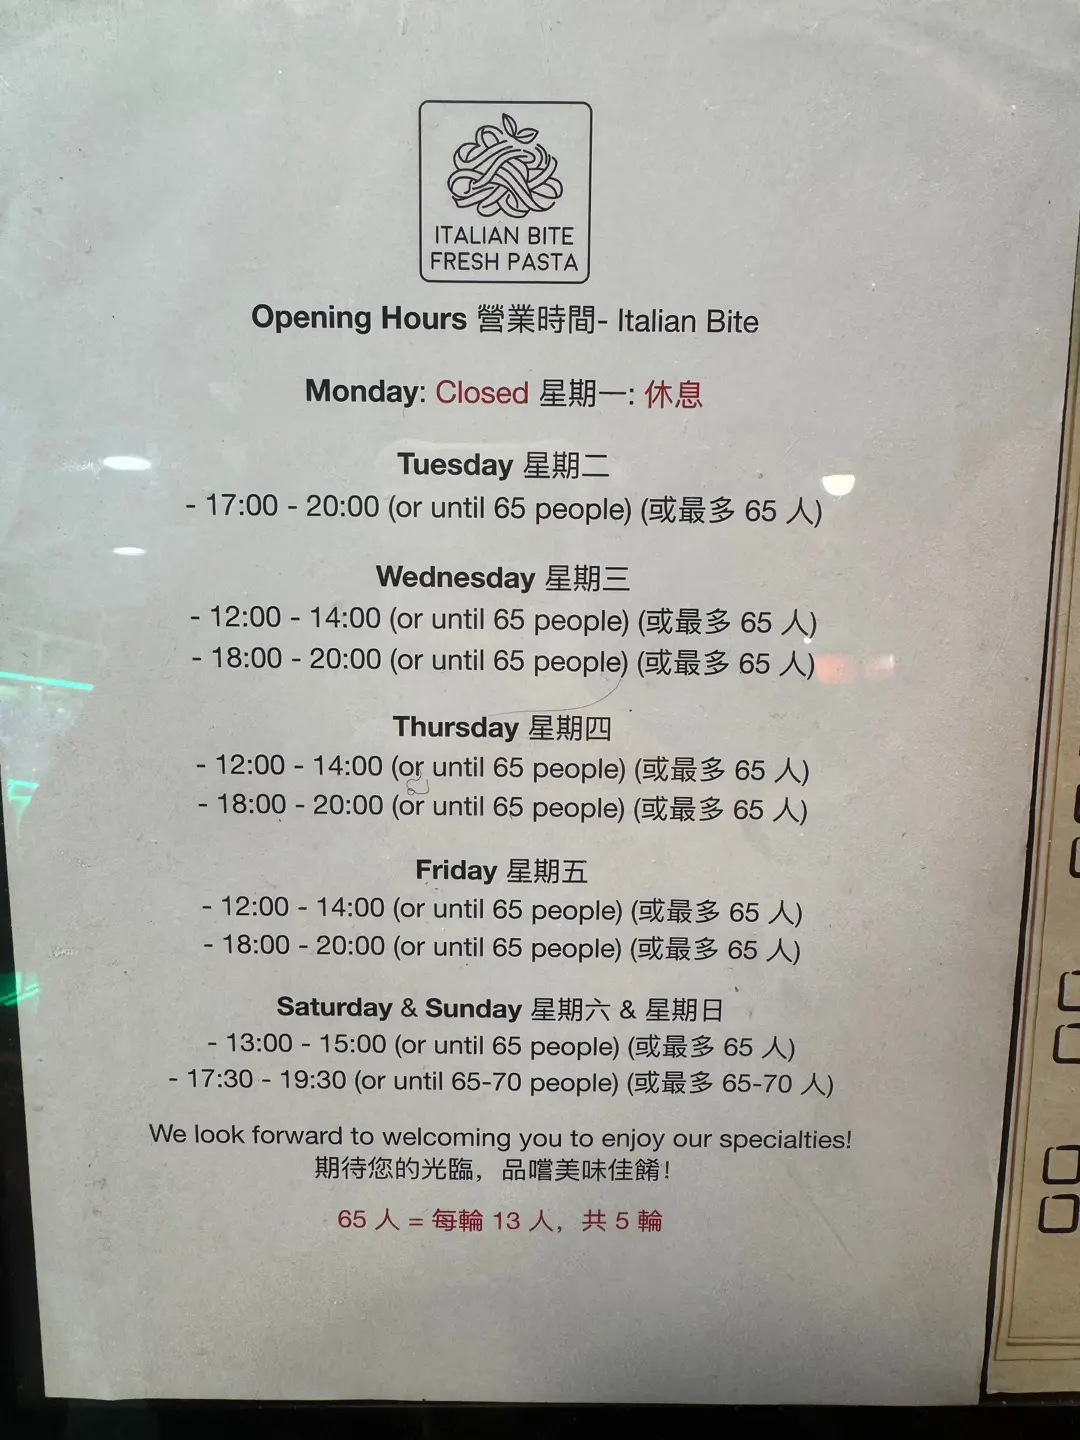 ITALIAN BITE
FRESH PASTA
Opening Hours 營業時間- Italian Bite
Monday: Closed 星期一: 休息
Tuesday 星期二
- 17:00 - 20:00 (or until 65 people) (或最多 65 人)
Wednesday 星期三
- 12:00 - 14:00 (or until 65 people) (或最多 65 人)
- 18:00 - 20:00 (or until 65 people) (或最多 65 人)
Thursday 星期四
- 12:00 - 14:00 (or until 65 people) (或最多 65 人)
- 18:00 - 20:00 (or until 65 people) (或最多 65 人)
Friday 星期五
- 12:00 - 14:00 (or until 65 people) (或最多 65 人)
- 18:00 - 20:00 (or until 65 people) (或最多 65 人)
Saturday & Sunday 星期六 & 星期日
- 13:00 - 15:00 (or until 65 people) (或最多 65 人)
- 17:30 - 19:30 (or until 65-70 people) (或最多 65-70 人)
We look forward to welcoming you to enjoy our specialties!
期待您的光臨，品嚐美味佳餚！
65 人 = 每輪 13 人，共 5 輪